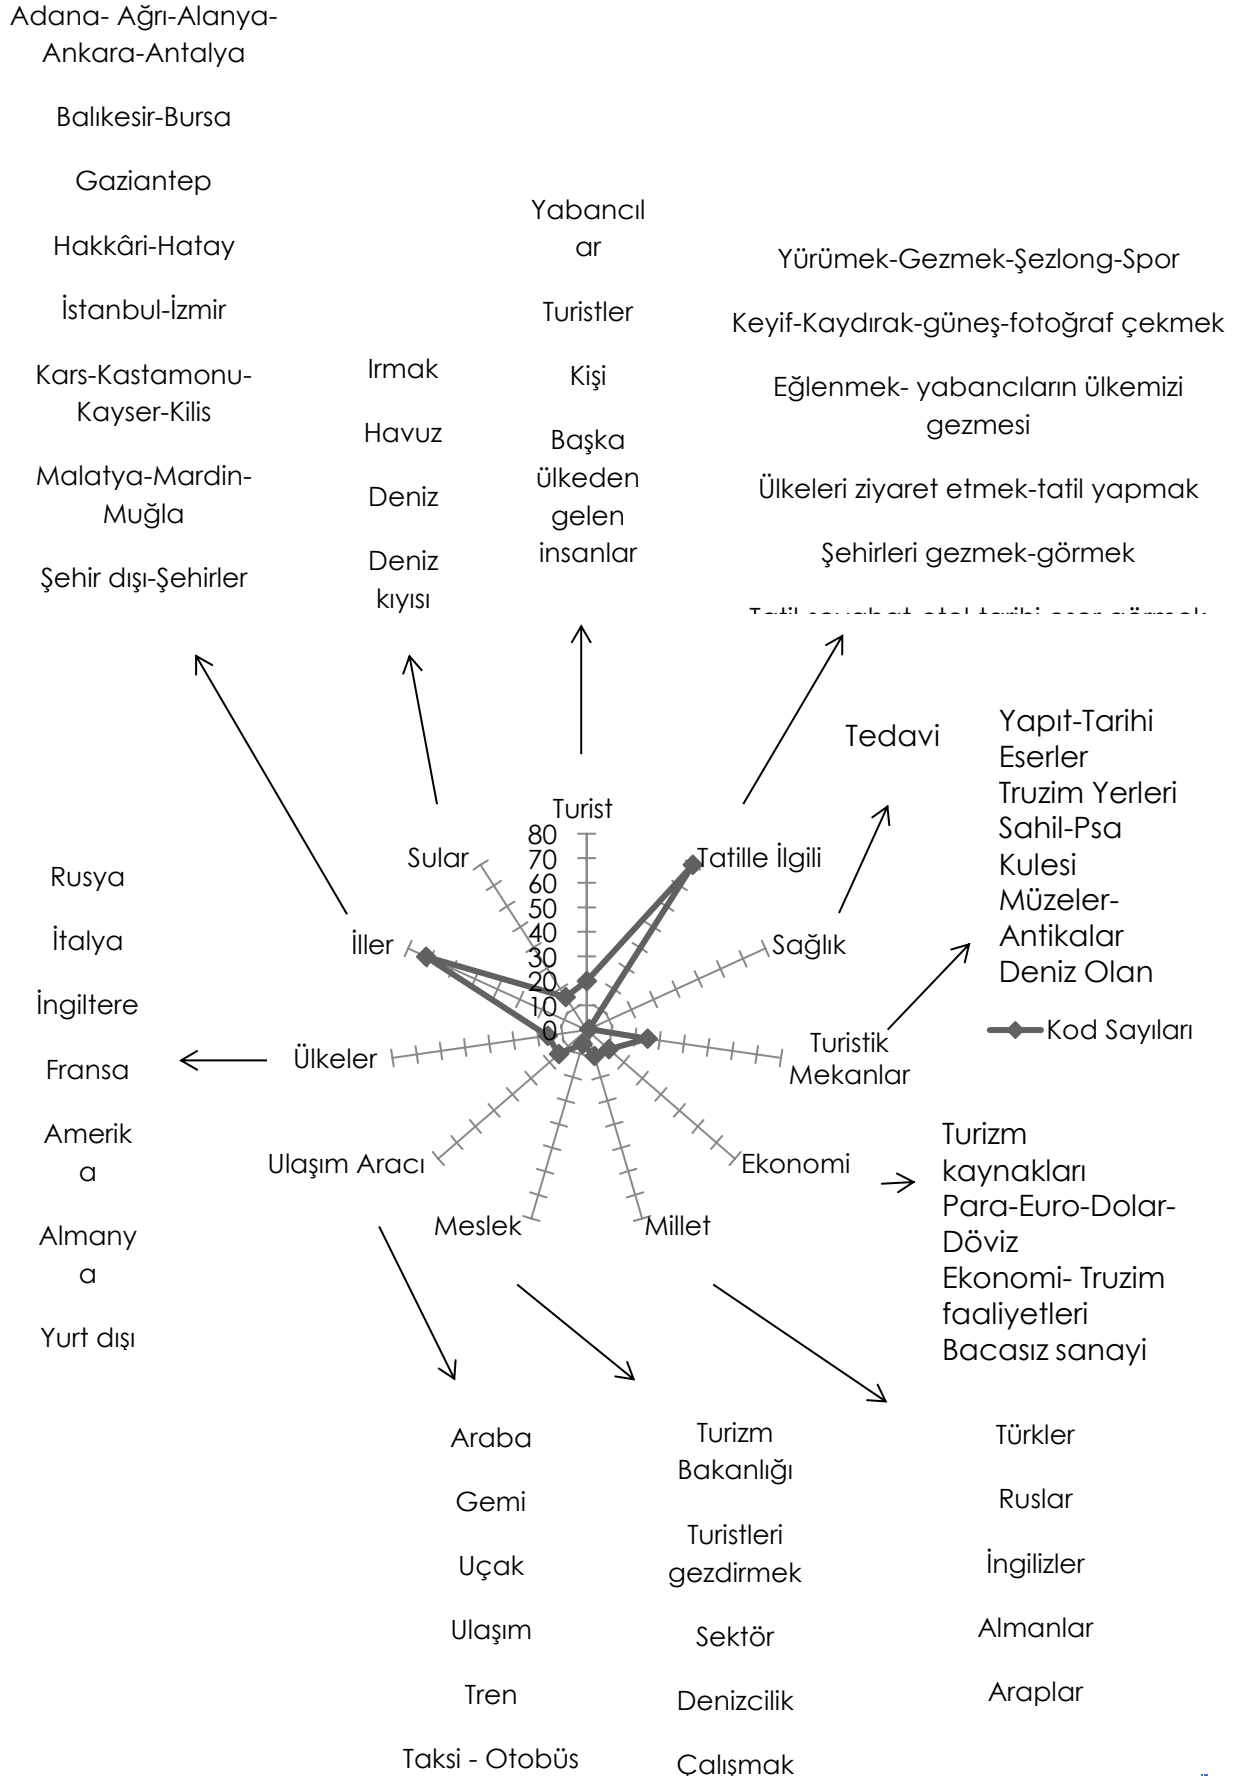 Adana- Ağrı-Alanya-
Ankara-Antalya
Balıkesir-Bursa
Gaziantep
Hakkâri-Hatay
İstanbul-İzmir
Kars-Kastamonu-
Kayser-Kilis
Malatya-Mardin-
Muğla
Şehir dışı-Şehirler
Irmak
Havuz
Deniz
Deniz
kıyısı
Yabancıl
ar
Turistler
Kişi
Başka
ülkeden
gelen
insanlar
Yürümek-Gezmek-Şezlong-Spor
Keyif-Kaydırak-güneş-fotoğraf çekmek
Eğlenmek- yabancıların ülkemizi
gezmesi
Ülkeleri ziyaret etmek-tatil yapmak
Şehirleri gezmek-görmek
Tatil-seyahat-otel-tarihi eser görmek
Tedavi
Yapıt-Tarihi
Eserler
Truzim Yerleri
Sahil-Psa
Kulesi
Müzeler-
Antikalar
Deniz Olan
Turist
80
70
60
50
40
30
20
10
0
Tatille İlgili
Sağlık
Turistik
Mekanlar
Ekonomi
Millet
Meslek
Ulaşım Aracı
Ülkeler
İller
Sular
Kod Sayıları
Rusya
İtalya
İngiltere
Fransa
Amerik
a
Almany
a
Yurt dışı
Turizm
kaynakları
Para-Euro-Dolar-
Döviz
Ekonomi- Truzim
faaliyetleri
Bacasız sanayi
Araba
Gemi
Uçak
Ulaşım
Tren
Taksi - Otobüs
Turizm
Bakanlığı
Turistleri
gezdirmek
Sektör
Denizcilik
Çalışmak
Türkler
Ruslar
İngilizler
Almanlar
Araplar